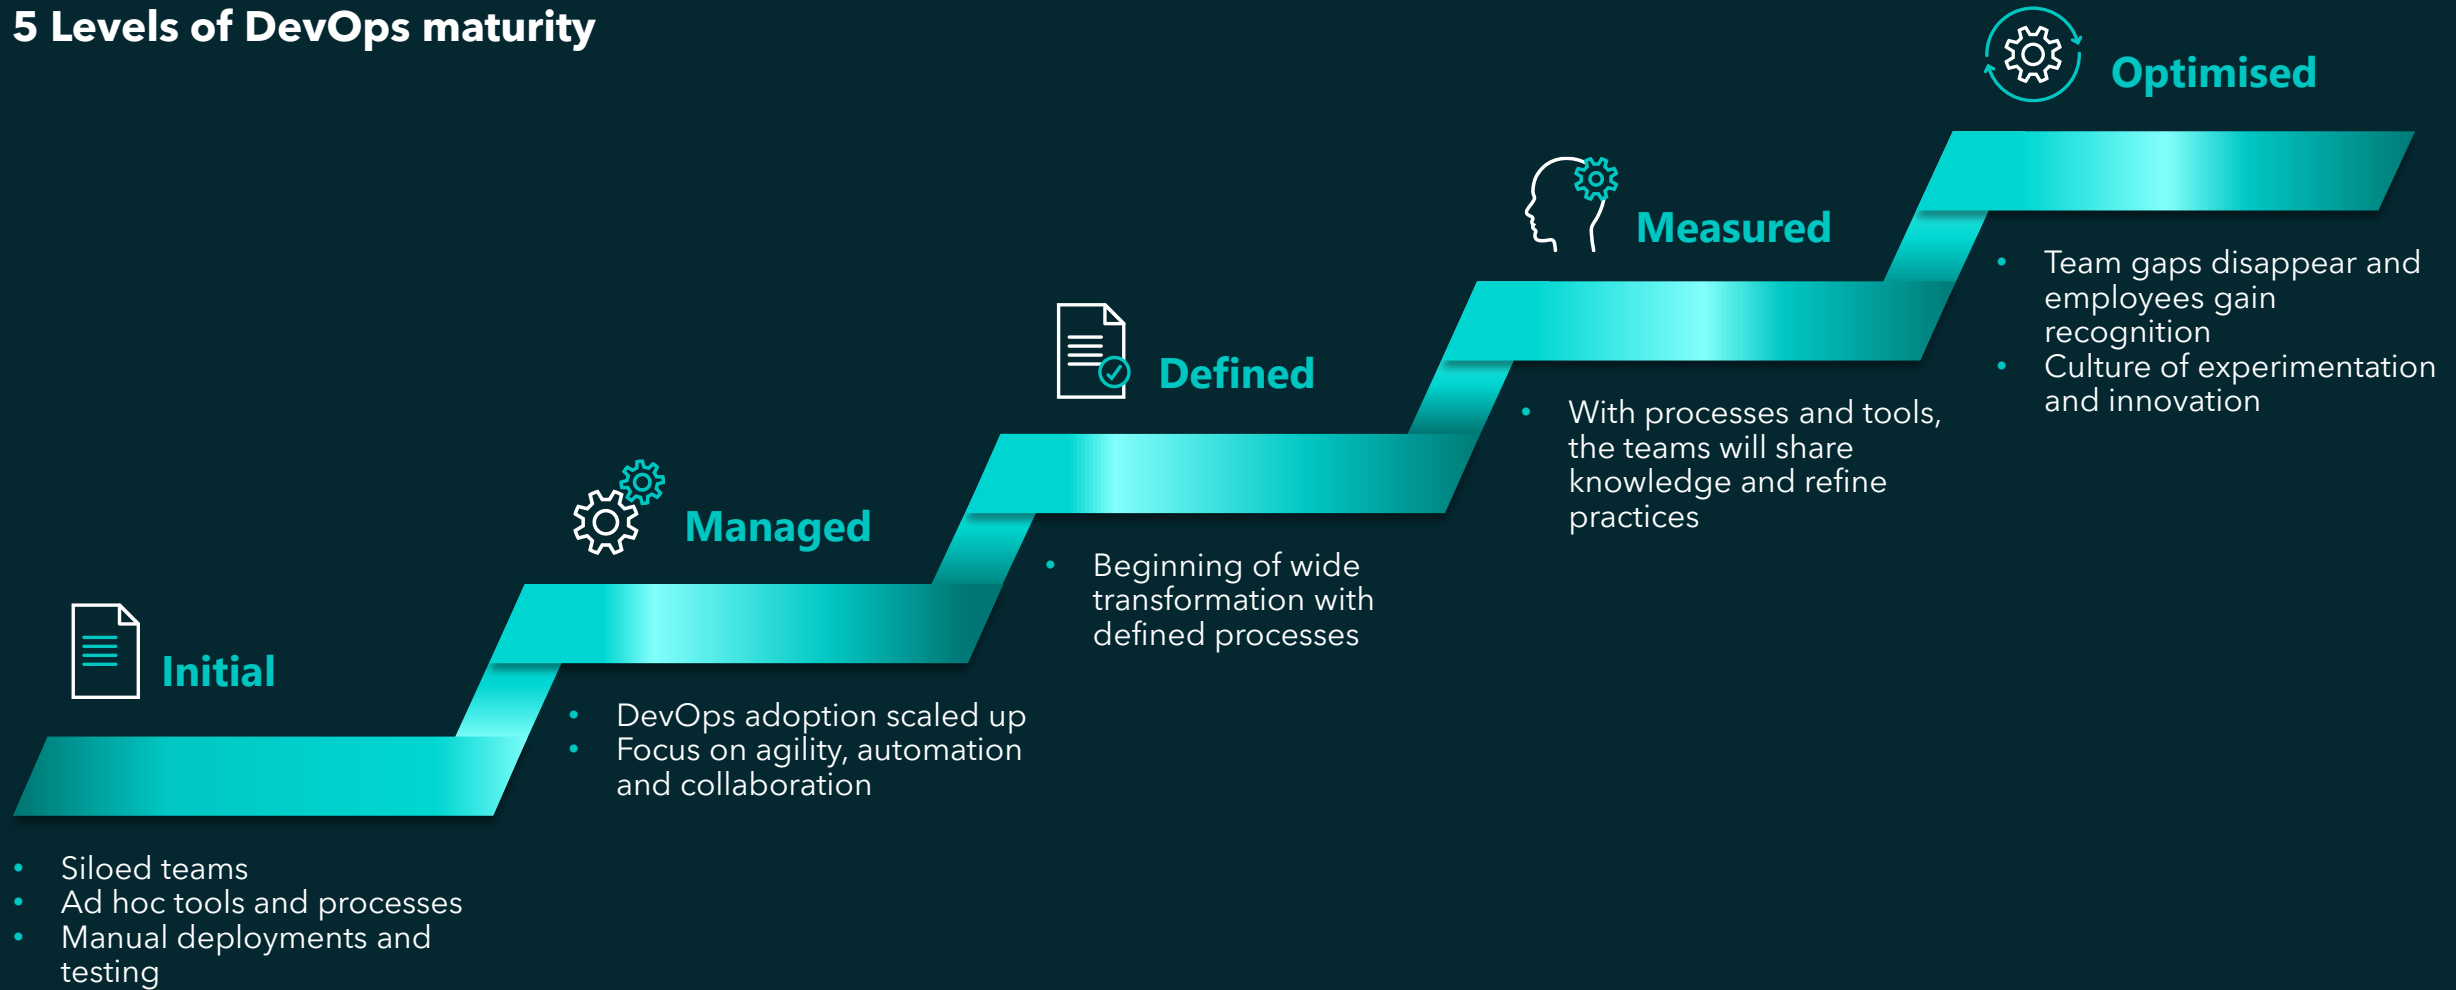 5 Levels of DevOps maturity
Initial
• Siloed teams
• Ad hoc tools and processes
• Manual deployments and
testing
Managed
• DevOps adoption scaled up
• Focus on agility, automation
and collaboration
Defined
• Beginning of wide
transformation with
defined processes
Measured
• With processes and tools,
the teams will share
knowledge and refine
practices
Optimised
• Team gaps disappear and
employees gain
recognition
• Culture of experimentation
and innovation